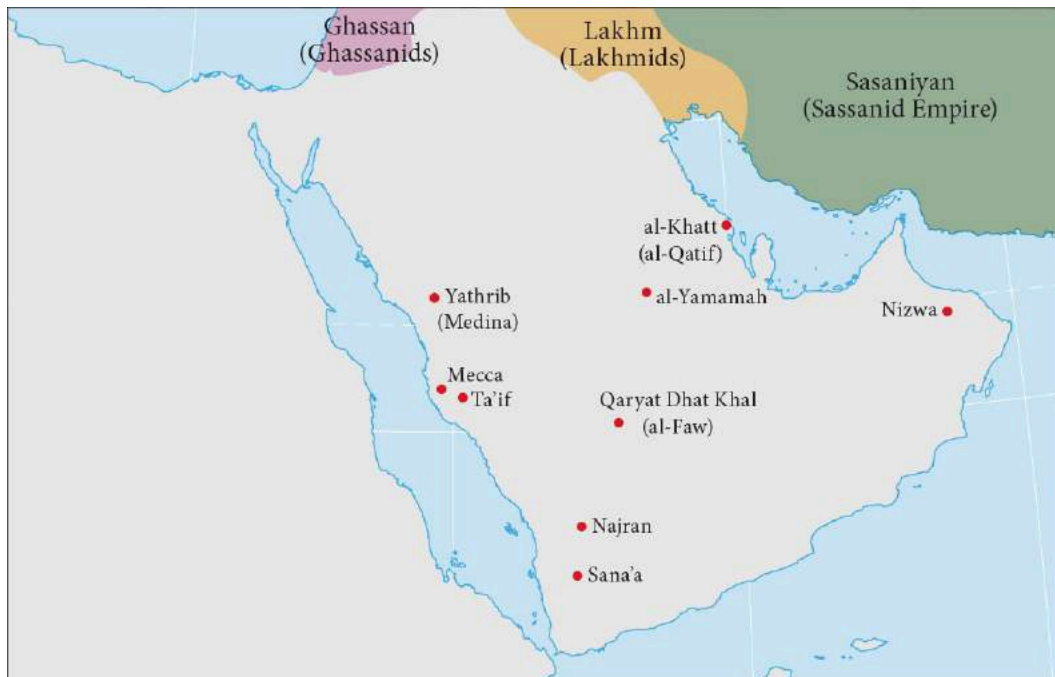 Ghassan
(Ghassanids)
Lakhm
(Lakhmids)
Sasaniyan
(Sassanid Empire)
al-Khatt
(al-Qatif)
al-Yamamah
Yathrib
(Medina)
Nizwa
Mecca
Ta'if
Qaryat Dhat Khal
(al-Faw)
Najran
Sana'a